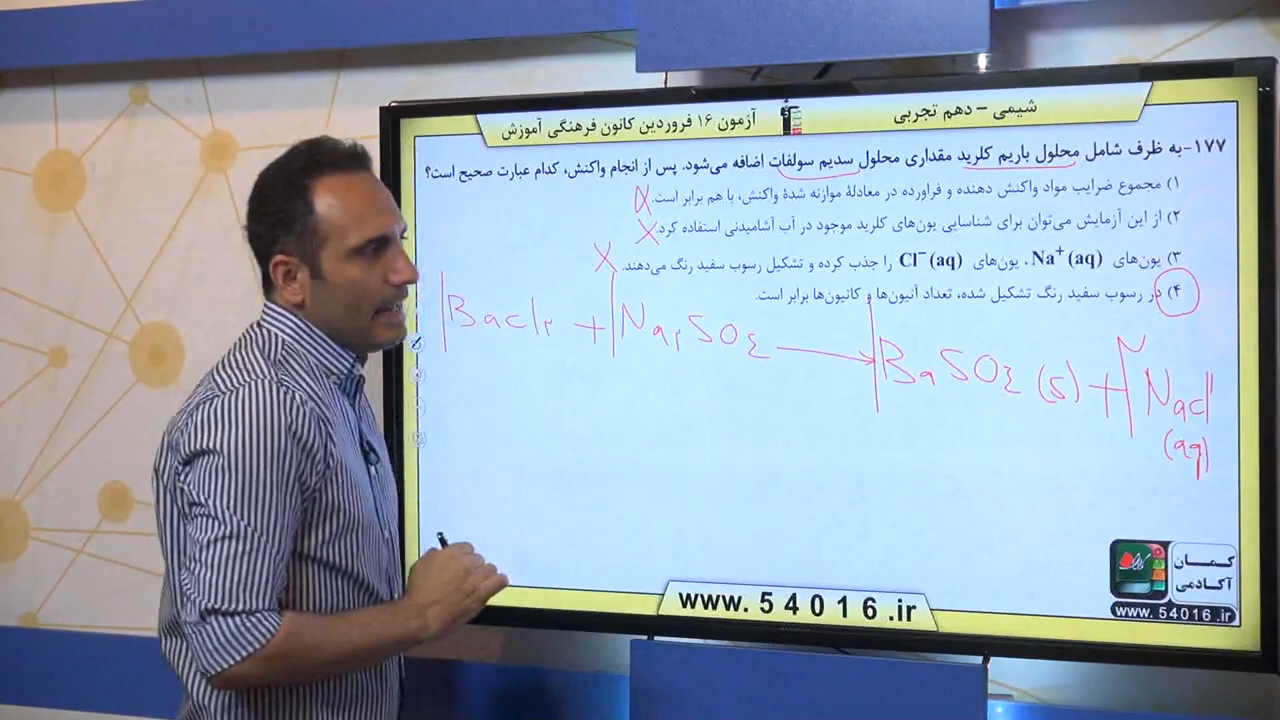 شیمی – دهم تجربی
آزمون ۱۶ فروردین کانون فرهنگی آموزش
۱۷۷- به ظرف شامل محلول باریم کلرید مقداری محلول سدیم سولفات اضافه می‌شود. پس از انجام واکنش، کدام عبارت صحیح است؟
۱) مجموع ضرایب مواد واکنش دهنده و فراورده در معادلهٔ موازنه شدهٔ واکنش، با هم برابر است.
۲) از این آزمایش می‌توان برای شناسایی یون‌های کلرید موجود در آب آشامیدنی استفاده کرد.
۳) یون‌های Na+(aq)، یون‌های Cl−(aq) را جذب کرده و تشکیل رسوب سفید رنگ می‌دهند.
۴) در رسوب سفید رنگ تشکیل شده، تعداد آنیون‌ها و کاتیون‌ها برابر است.
Bacl۲ + Na۲SO۴ → BaSO۴ (s) + ۲ Nacl (aq)
کمان
آکادمی
www. 54016 .ir
www. 54016 .ir